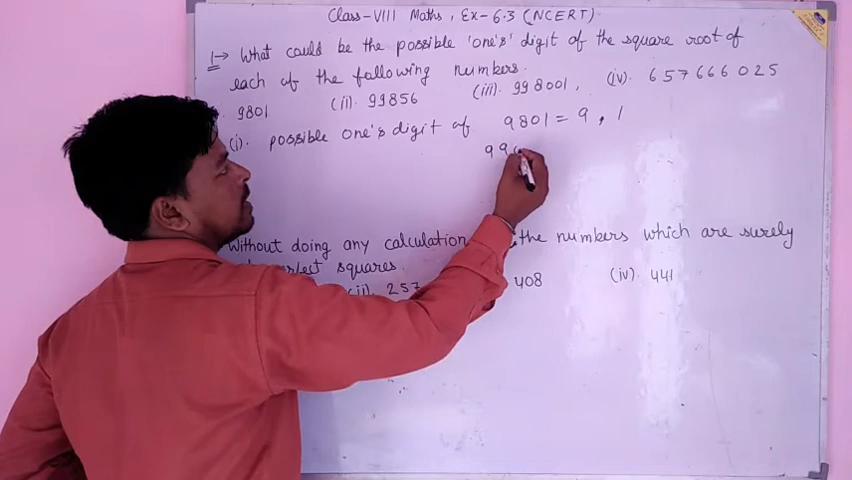 Class-VIII Maths, Ex-6.3 (NCERT)
1→ What could be the possible 'one's' digit of the square root of
each of the following numbers.
9801 (ii). 99856 (iii). 998001, (iv). 657666025
(i). possible one's digit of 9801 = 9, 1
99
Without doing any calculation the numbers which are surely
squares.
(ii). 257 408 (iv). 441